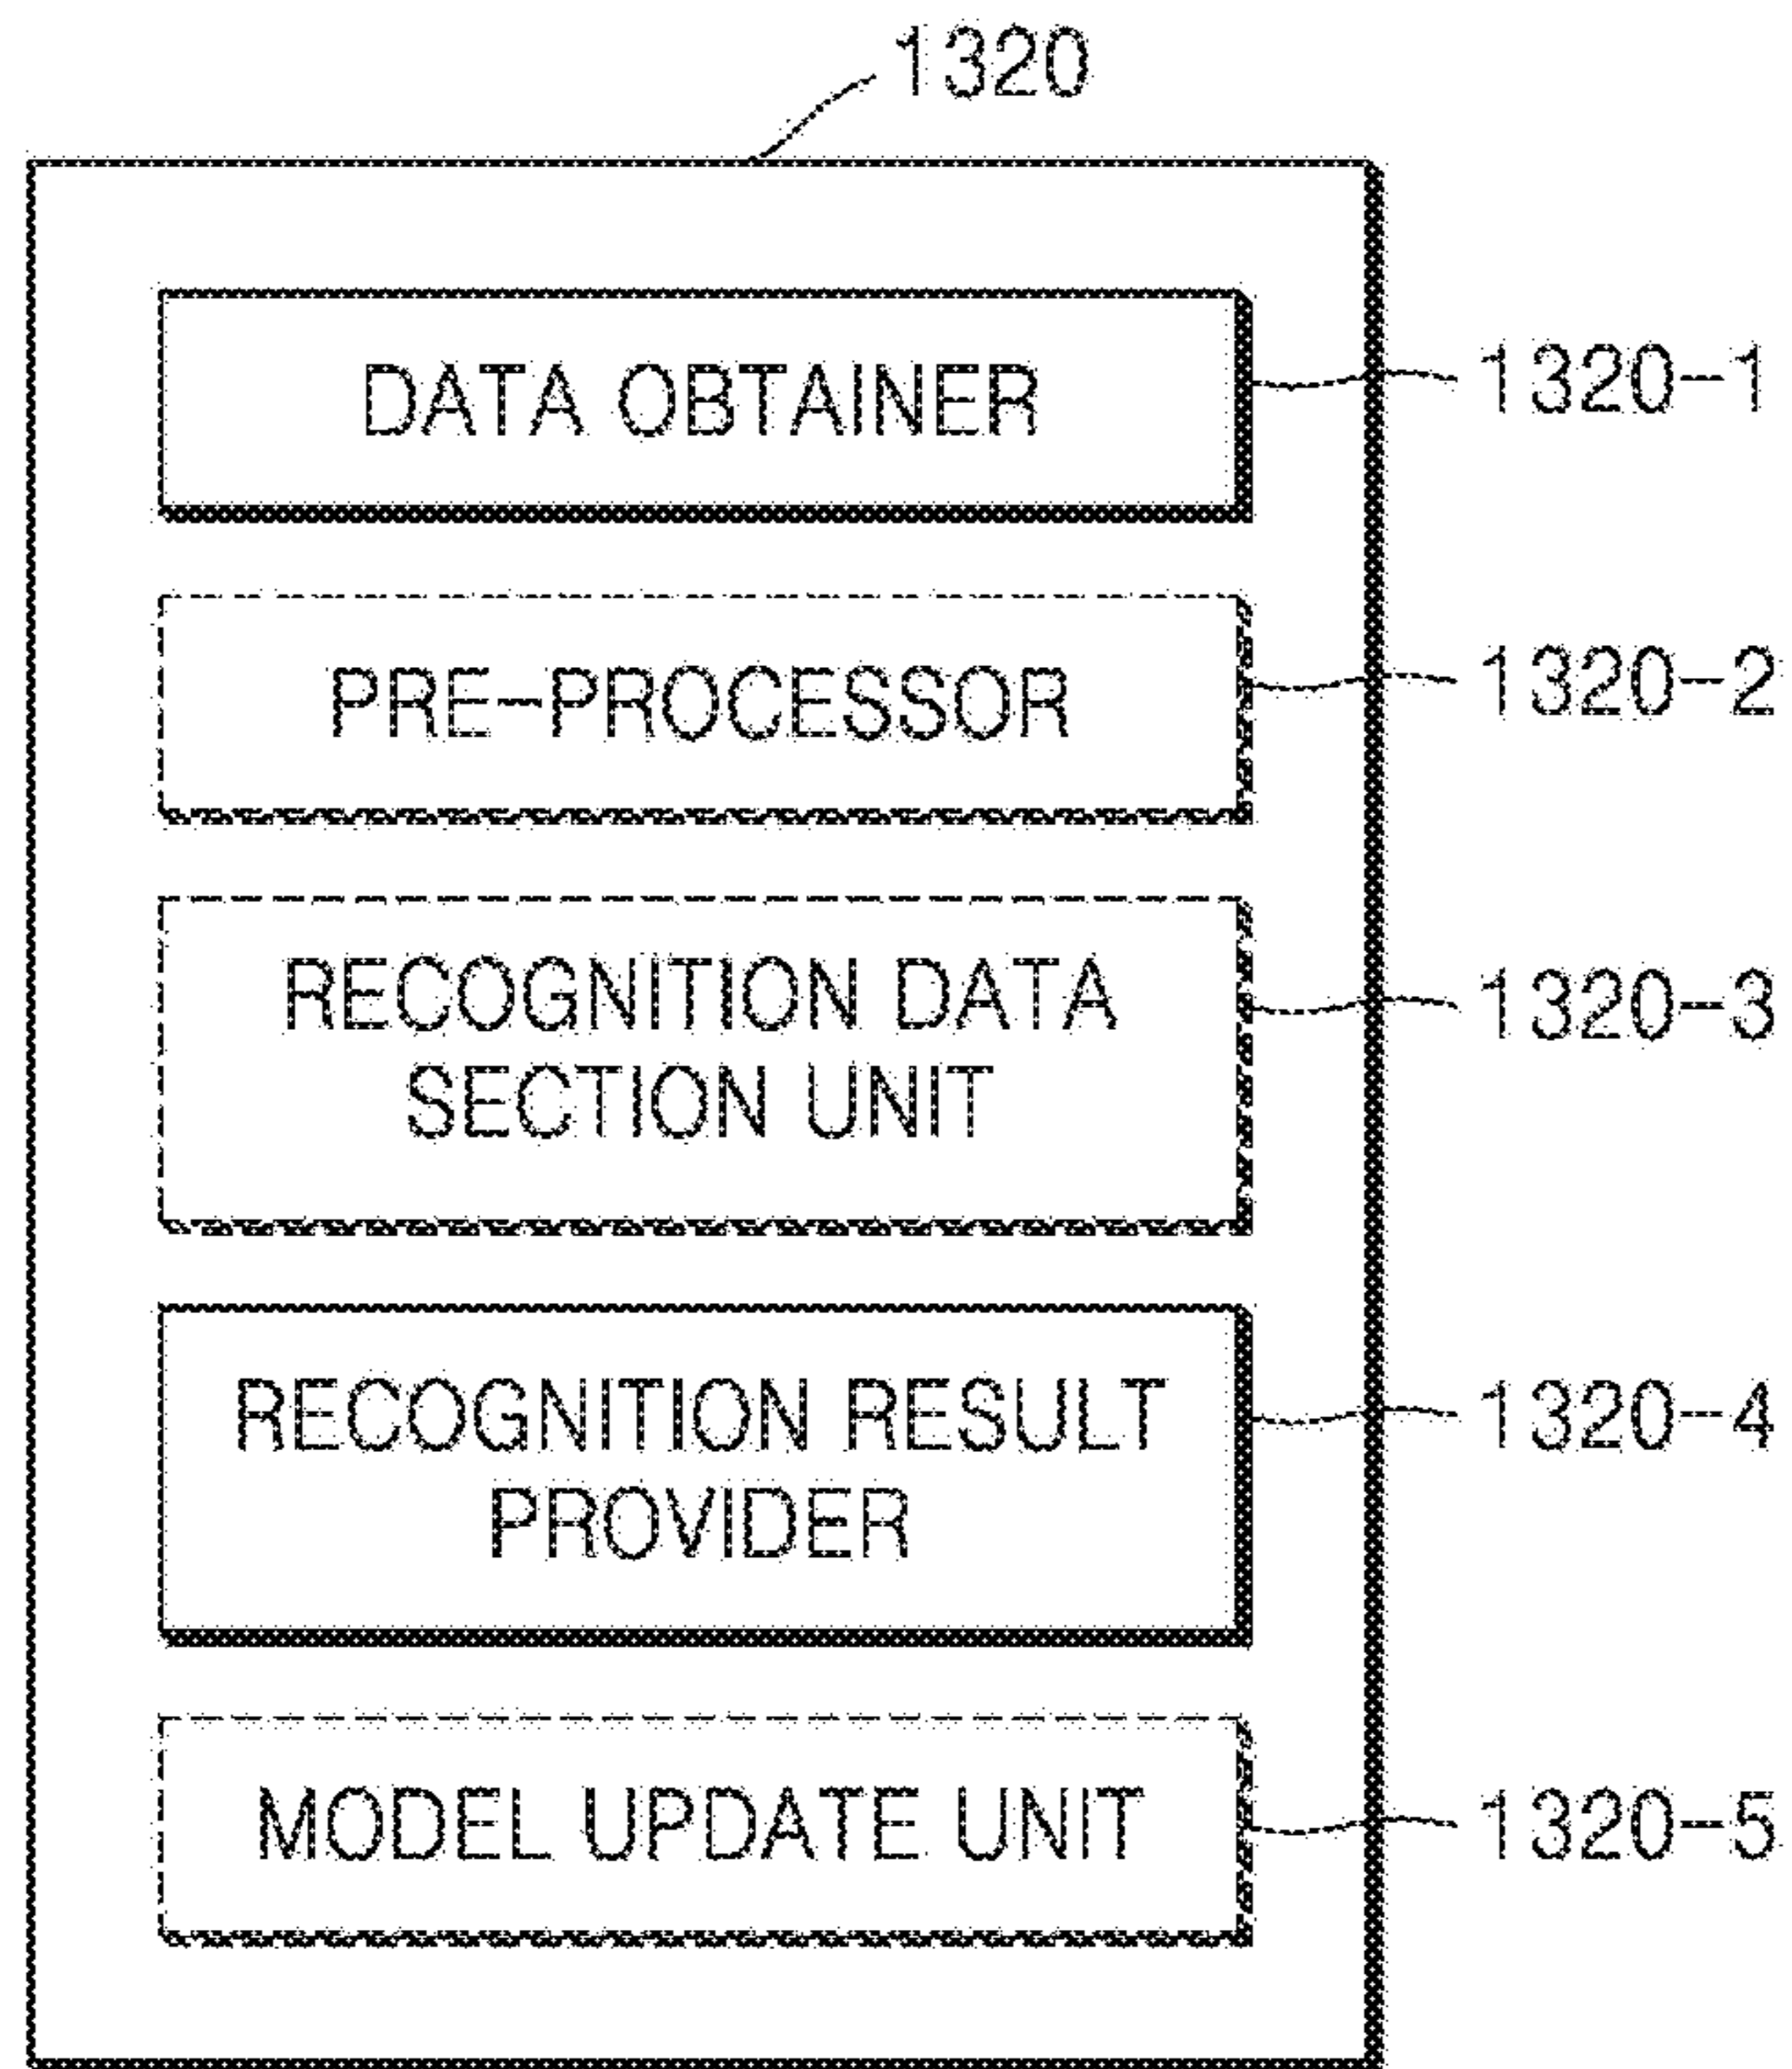 1320
DATA OBTAINER
1320-1
PRE-PROCESSOR
1320-2
RECOGNITION DATA
SECTION UNIT
1320-3
RECOGNITION RESULT
PROVIDER
1320-4
MODEL UPDATE UNIT
1320-5